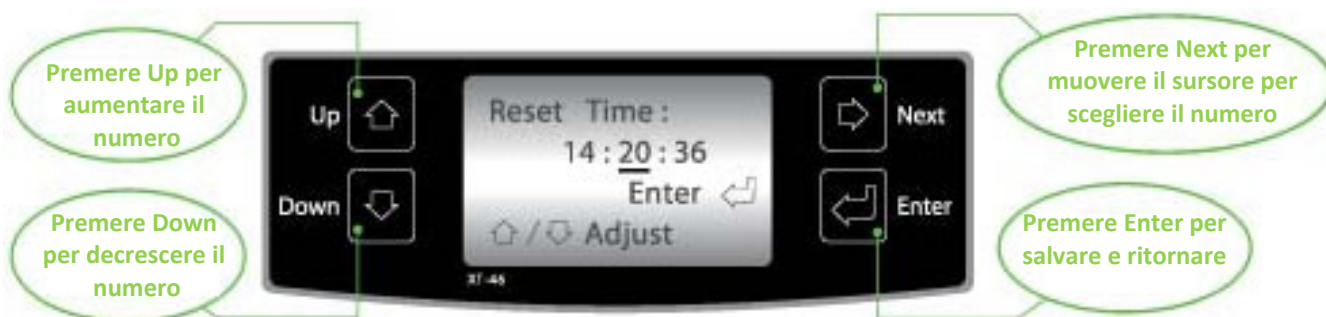 Premere Up per
aumentare il
numero
Premere Next per
muovere il sursore per
scegliere il numero
Up
Reset Time :
Next
14 : 20 : 36
Enter
Down
Enter
/ Adjust
XT-46
Premere Down
per decrescere il
numero
Premere Enter per
salvare e ritornare